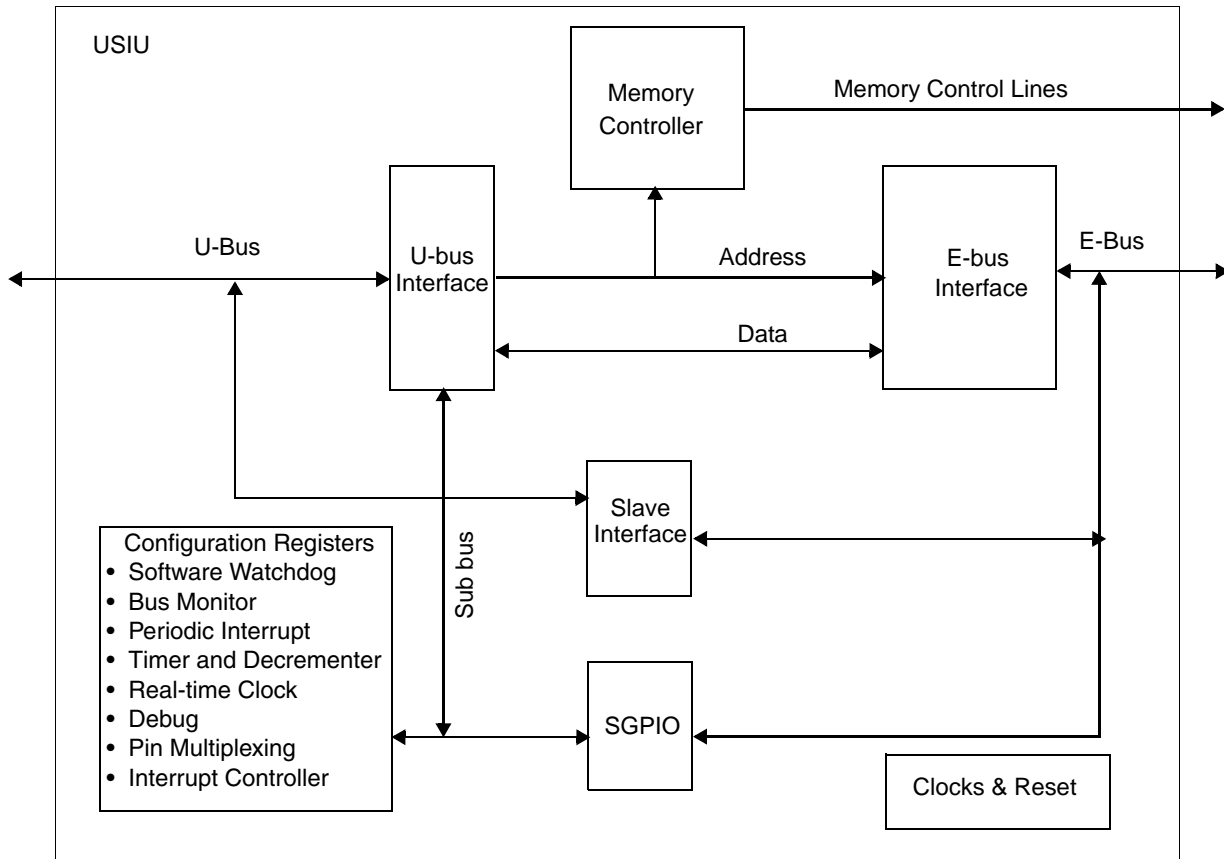 USIU
Memory
Controller
Memory Control Lines
U-Bus
U-bus
Interface
Address
E-bus
Interface
E-Bus
Data
Slave
Interface
Sub bus
Configuration Registers
• Software Watchdog
• Bus Monitor
• Periodic Interrupt
• Timer and Decrementer
• Real-time Clock
• Debug
• Pin Multiplexing
• Interrupt Controller
SGPIO
Clocks & Reset